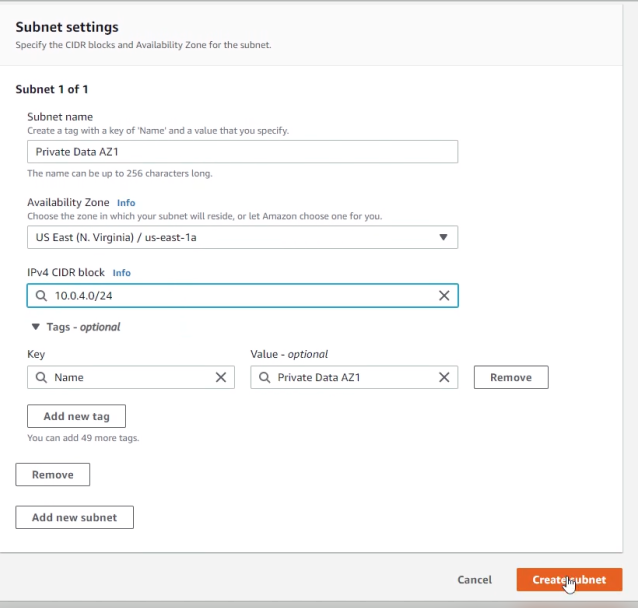 Subnet settings
Specify the CIDR blocks and Availability Zone for the subnet.
Subnet 1 of 1
Subnet name
Create a tag with a key of 'Name' and a value that you specify.
Private Data AZ1
The name can be up to 256 characters long.
Availability Zone Info
Choose the zone in which your subnet will reside, or let Amazon choose one for you.
US East (N. Virginia) / us-east-1a
IPv4 CIDR block Info
10.0.4.0/24
Tags - optional
Key Value - optional
Name Private Data AZ1 Remove
Add new tag
You can add 49 more tags.
Remove
Add new subnet
Cancel Create subnet